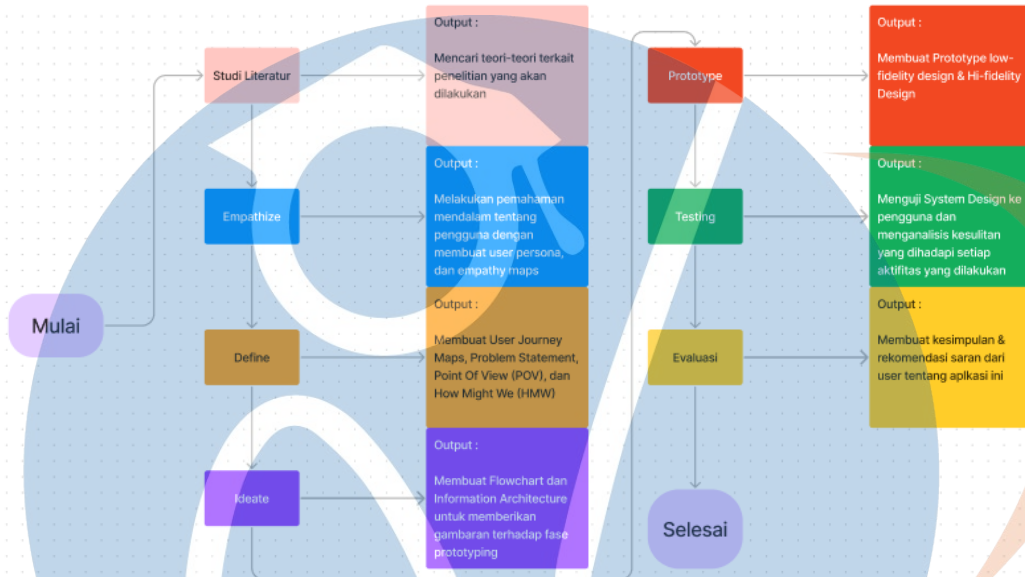 Mulai
Studi Literatur
Output :
Mencari teori-teori terkait
penelitian yang akan
dilakukan
Empathize
Output :
Melakukan pemahaman
mendalam tentang
pengguna dengan
membuat user persona,
dan empathy maps
Define
Output :
Membuat User Journey
Maps, Problem Statement,
Point Of View (POV), dan
How Might We (HMW)
Ideate
Output :
Membuat Flowchart dan
Information Architecture
untuk memberikan
gambaran terhadap fase
prototyping
Prototype
Output :
Membuat Prototype low-
fidelity design & Hi-fidelity
Design
Testing
Output :
Menguji System Design ke
pengguna dan
menganalisis kesulitan
yang dihadapi setiap
aktifitas yang dilakukan
Evaluasi
Output :
Membuat kesimpulan &
rekomendasi saran dari
user tentang aplkasi ini
Selesai